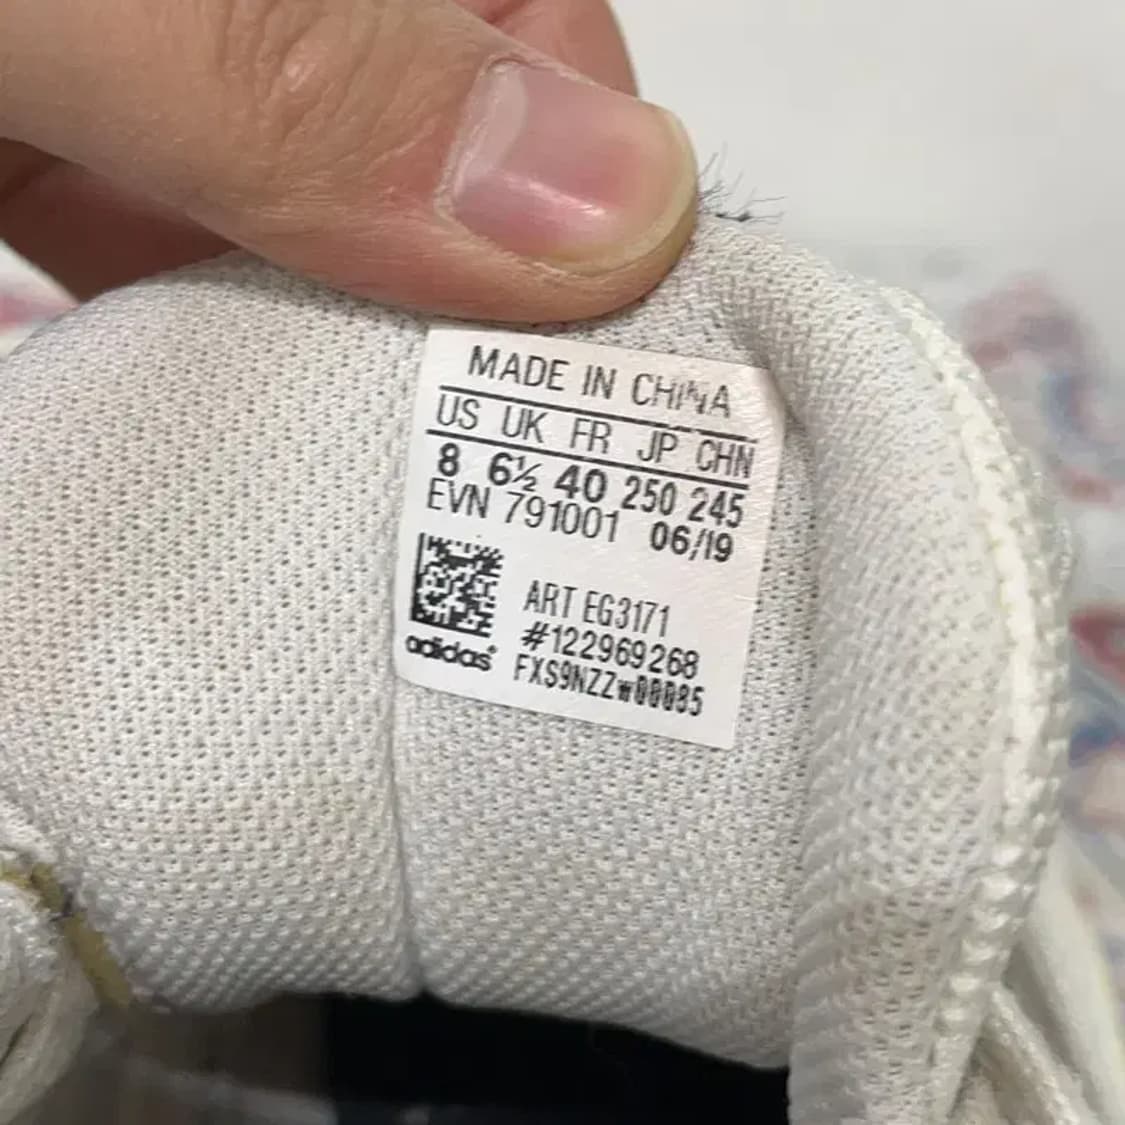 MADE IN CHINA
US UK FR JP CHN
8 6½ 40 250 245
EVN 791001 06/19
ART EG3171
#122969268
adidas
FXS9NZZw00085